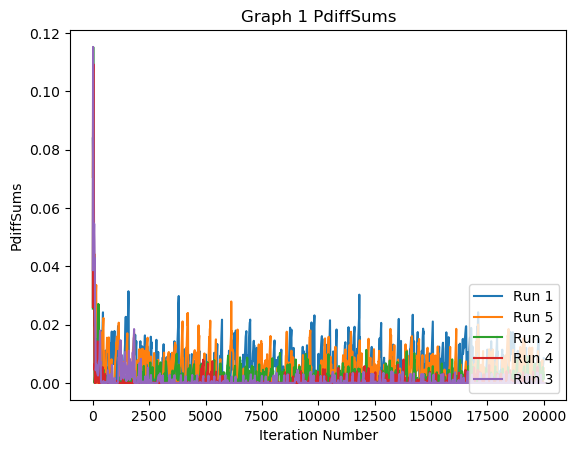 Graph 1 PdiffSums
PdiffSums
0.12
0.10
0.08
0.06
0.04
0.02
0.00
Run 1
Run 5
Run 2
Run 4
Run 3
0 2500 5000 7500 10000 12500 15000 17500 20000
Iteration Number